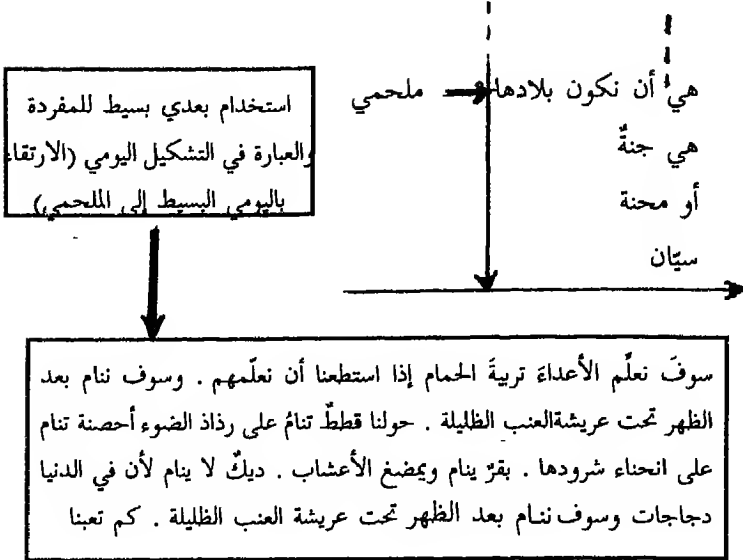 هي أن نكون بلادها ملحمي
هي جنةٌ
أو محنة
سيّان
استخدام بعدي بسيط للمفردة
والعبارة في التشكيل اليومي (الارتقاء
باليومي البسيط إلى الملحمي)
سوفَ نعلِّم الأعداءَ تربيةَ الحمام إذا استطعنا أن نعلّمهم . وسوف ننام بعد
الظهر تحت عريشةالعنب الظليلة . حولنا قططٌ تنامُ على رذاذ الضوء أحصنة تنام
على انحناء شرودها . بقرٌ ينام ويمضغ الأعشاب . ديكٌ لا ينام لأن في الدنيا
دجاجات وسوف ننام بعد الظهر تحت عريشة العنب الظليلة . كم تعبنا